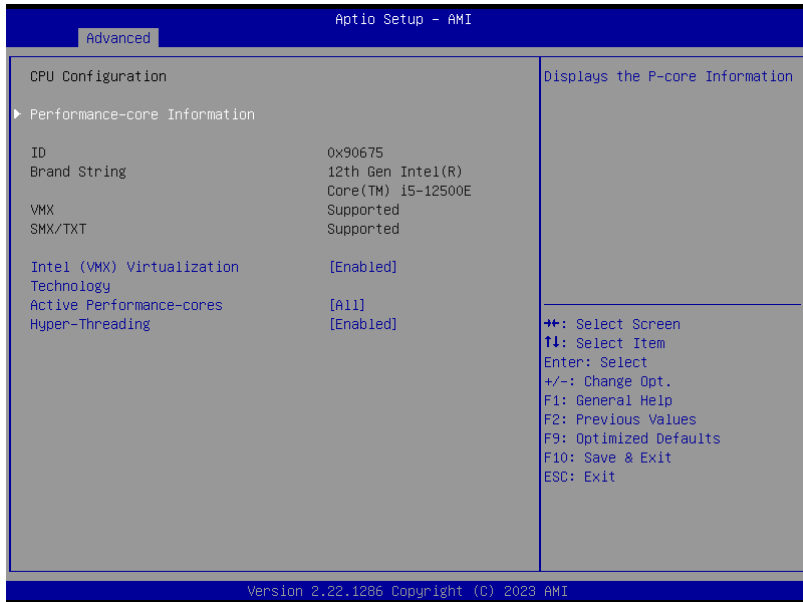 Aptio Setup – AMI
Advanced
CPU Configuration
Performance-core Information
ID 0x90675
Brand String 12th Gen Intel(R)
Core(TM) i5-12500E
VMX Supported
SMX/TXT Supported
Intel (VMX) Virtualization [Enabled]
Technology
Active Performance-cores [All]
Hyper-Threading [Enabled]
Displays the P-core Information
→←: Select Screen
↑↓: Select Item
Enter: Select
+/-: Change Opt.
F1: General Help
F2: Previous Values
F9: Optimized Defaults
F10: Save & Exit
ESC: Exit
Version 2.22.1286 Copyright (C) 2023 AMI